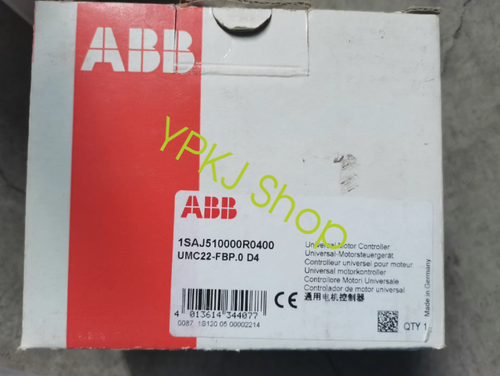 ABB
YPKJ Shop
ABB
1SAJ510000R0400
UMC22-FBP.0 D4
Universal Motor Controller
Universal-Motorsteuergerät
Controlleur universel pour moteur
Universal motorkontroller
Controllore Motori Universale
Controlador de motor universal
通用电机控制器
CE
Made in Germany
QTY 1
4 013614 344077
0087 1S120 05 00002214